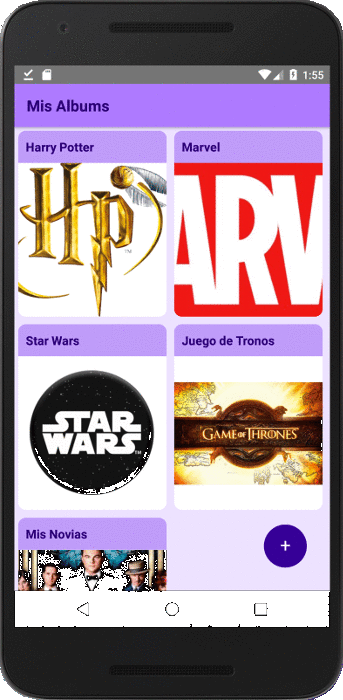 1:55
Mis Albums
Harry Potter
Marvel
HP
ARV
Star Wars
Juego de Tronos
STAR
WARS
GAME OF THRONES
Mis Novias
+